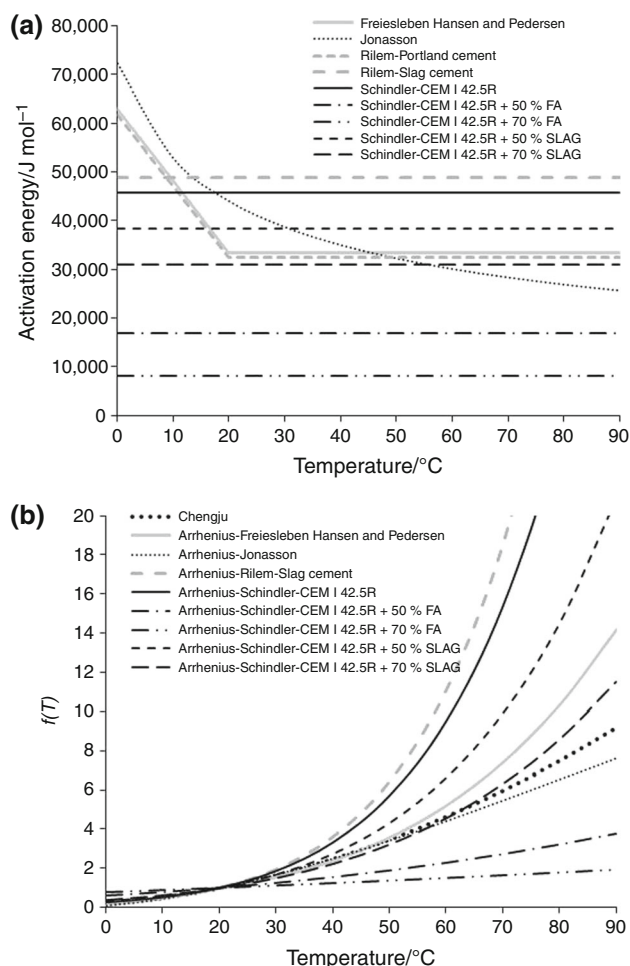 (a)
80,000
70,000
60,000
50,000
40,000
30,000
20,000
10,000
0
Activation energy/J mol⁻¹
Freiesleben Hansen and Pedersen
Jonasson
Rilem-Portland cement
Rilem-Slag cement
Schindler-CEM I 42.5R
Schindler-CEM I 42.5R + 50 % FA
Schindler-CEM I 42.5R + 70 % FA
Schindler-CEM I 42.5R + 50 % SLAG
Schindler-CEM I 42.5R + 70 % SLAG
0 10 20 30 40 50 60 70 80 90
Temperature/°C
(b)
20
18
16
14
12
10
8
6
4
2
0
f(T)
Chengju
Arrhenius-Freiesleben Hansen and Pedersen
Arrhenius-Jonasson
Arrhenius-Rilem-Slag cement
Arrhenius-Schindler-CEM I 42.5R
Arrhenius-Schindler-CEM I 42.5R + 50 % FA
Arrhenius-Schindler-CEM I 42.5R + 70 % FA
Arrhenius-Schindler-CEM I 42.5R + 50 % SLAG
Arrhenius-Schindler-CEM I 42.5R + 70 % SLAG
0 10 20 30 40 50 60 70 80 90
Temperature/°C